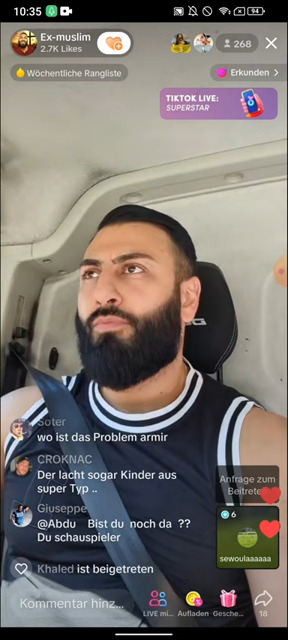 10:35
94
Ex-muslim
2.7K Likes
268
Wöchentliche Rangliste
Erkunden >
TIKTOK LIVE:
SUPERSTAR
Soter
wo ist das Problem armir
CROKNAC
Der lacht sogar Kinder aus
super Typ ..
Giuseppe
@Abdu Bist du noch da ??
Du schauspieler
Khaled ist beigetreten
Anfrage zum
Beitrete
6
sewoulaaaaaa
Kommentar hinz...
LIVE mi...
Aufladen
Gesche...
18